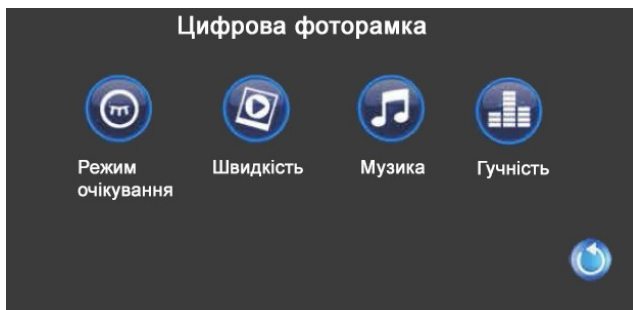 Цифрова фоторамка
Режим
очікування
Швидкість
Музика
Гучність